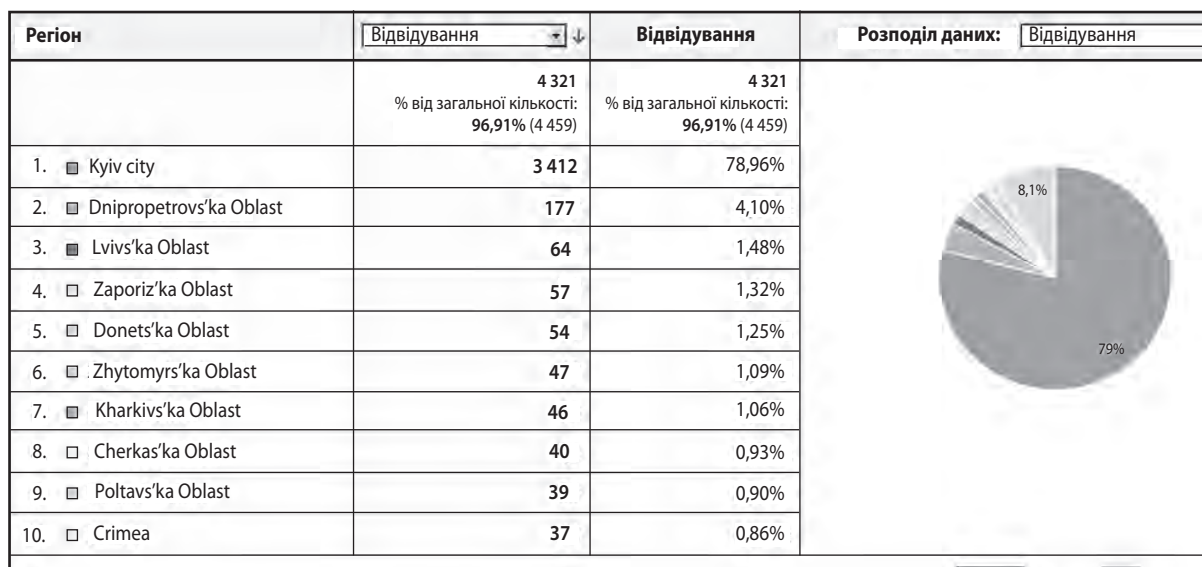 Регіон Відвідування Відвідування Розподіл даних: Відвідування
4 321 4 321
% від загальної кількості: % від загальної кількості:
96,91% (4 459) 96,91% (4 459)
1. Kyiv city 3 412 78,96%
2. Dnipropetrovs'ka Oblast 177 4,10%
3. Lvivs'ka Oblast 64 1,48%
4. Zaporiz'ka Oblast 57 1,32%
5. Donets'ka Oblast 54 1,25%
6. Zhytomyrs'ka Oblast 47 1,09%
7. Kharkivs'ka Oblast 46 1,06%
8. Cherkas'ka Oblast 40 0,93%
9. Poltavs'ka Oblast 39 0,90%
10. Crimea 37 0,86%
8,1%
79%